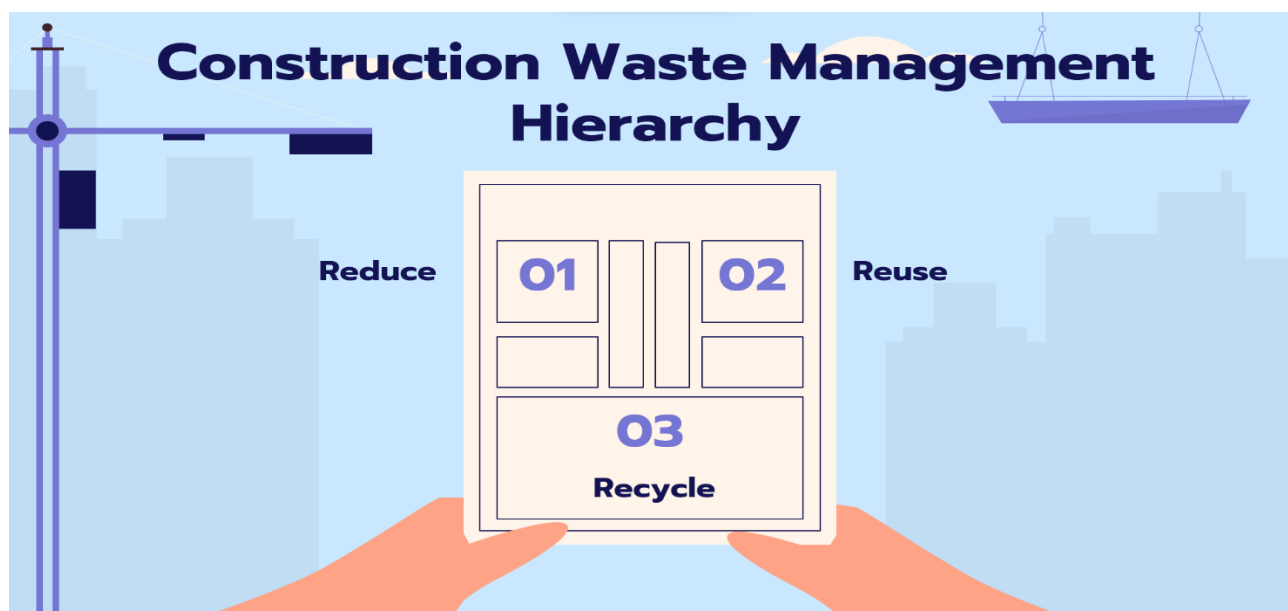 Construction Waste Management
Hierarchy
Reduce
01
02
Reuse
03
Recycle